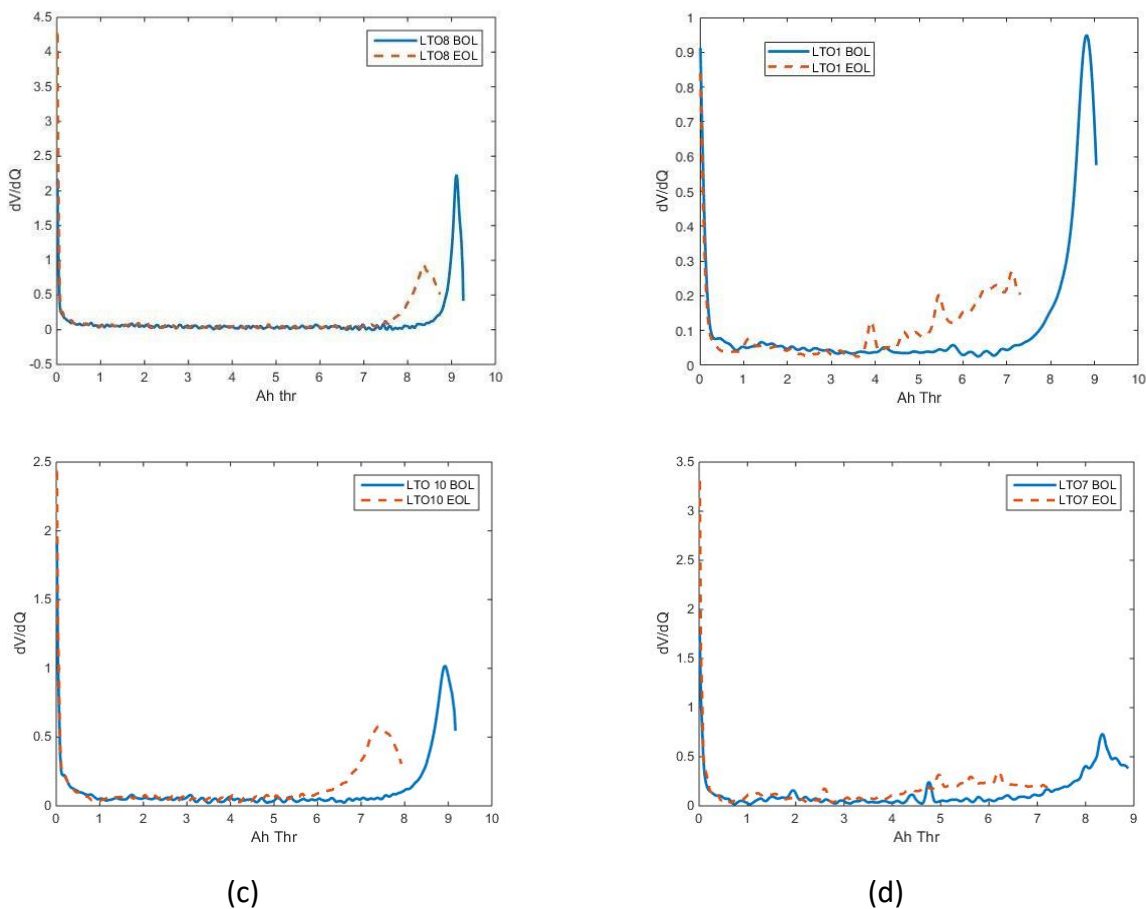 4.5
4
3.5
3
2.5
2
1.5
1
0.5
0
-0.5
dV/dQ
LTO8 BOL
LTO8 EOL
0 1 2 3 4 5 6 7 8 9 10
Ah thr
1
0.9
0.8
0.7
0.6
0.5
0.4
0.3
0.2
0.1
0
dV/dQ
LTO1 BOL
LTO1 EOL
0 1 2 3 4 5 6 7 8 9 10
Ah Thr
2.5
2
1.5
1
0.5
0
dV/dQ
LTO 10 BOL
LTO10 EOL
0 1 2 3 4 5 6 7 8 9 10
Ah Thr
3.5
3
2.5
2
1.5
1
0.5
0
dV/dQ
LTO7 BOL
LTO7 EOL
0 1 2 3 4 5 6 7 8 9
Ah Thr
(c)
(d)